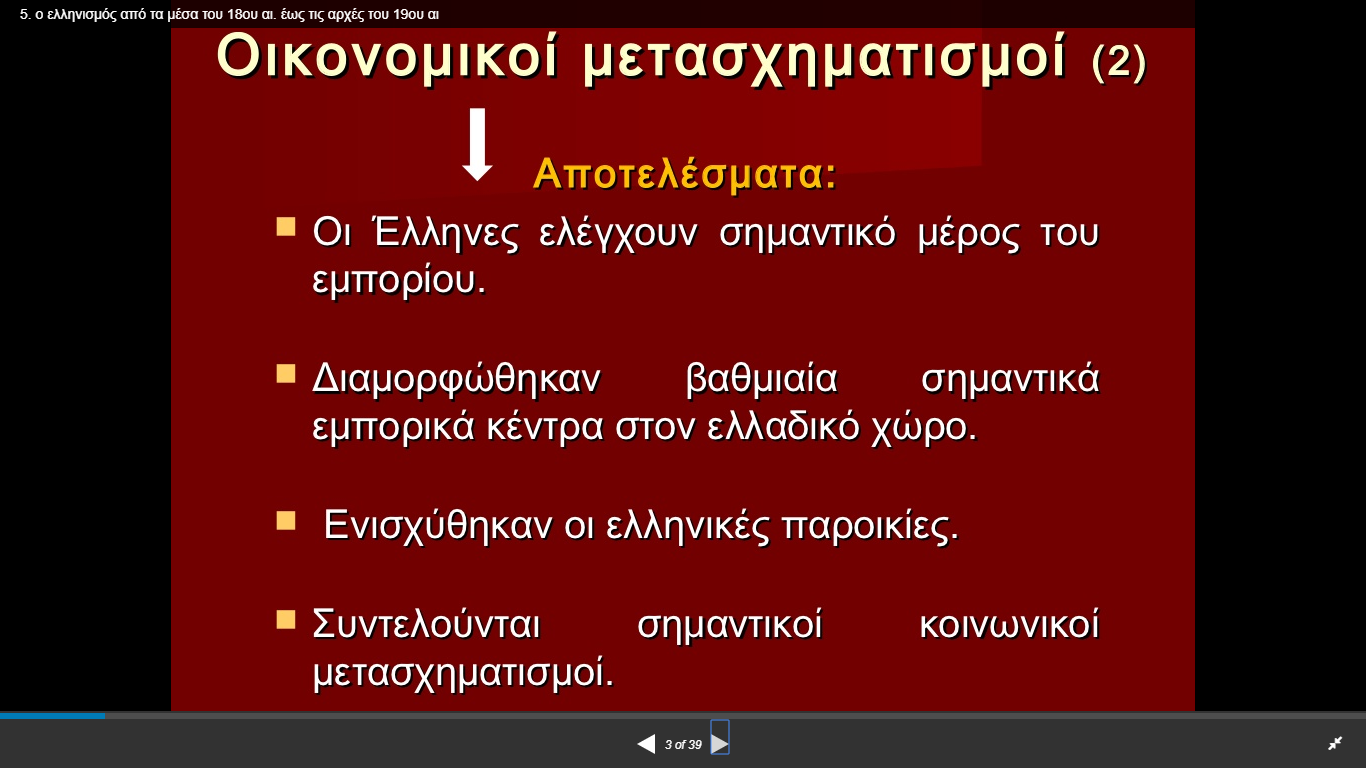 5. ο ελληνισμός από τα μέσα του 18ου αι. έως τις αρχές του 19ου αι
Οικονομικοί μετασχηματισμοί (2)
Αποτελέσματα:
Οι Έλληνες ελέγχουν σημαντικό μέρος του
εμπορίου.
Διαμορφώθηκαν βαθμιαία σημαντικά
εμπορικά κέντρα στον ελλαδικό χώρο.
Ενισχύθηκαν οι ελληνικές παροικίες.
Συντελούνται σημαντικοί κοινωνικοί
μετασχηματισμοί.
3 of 39